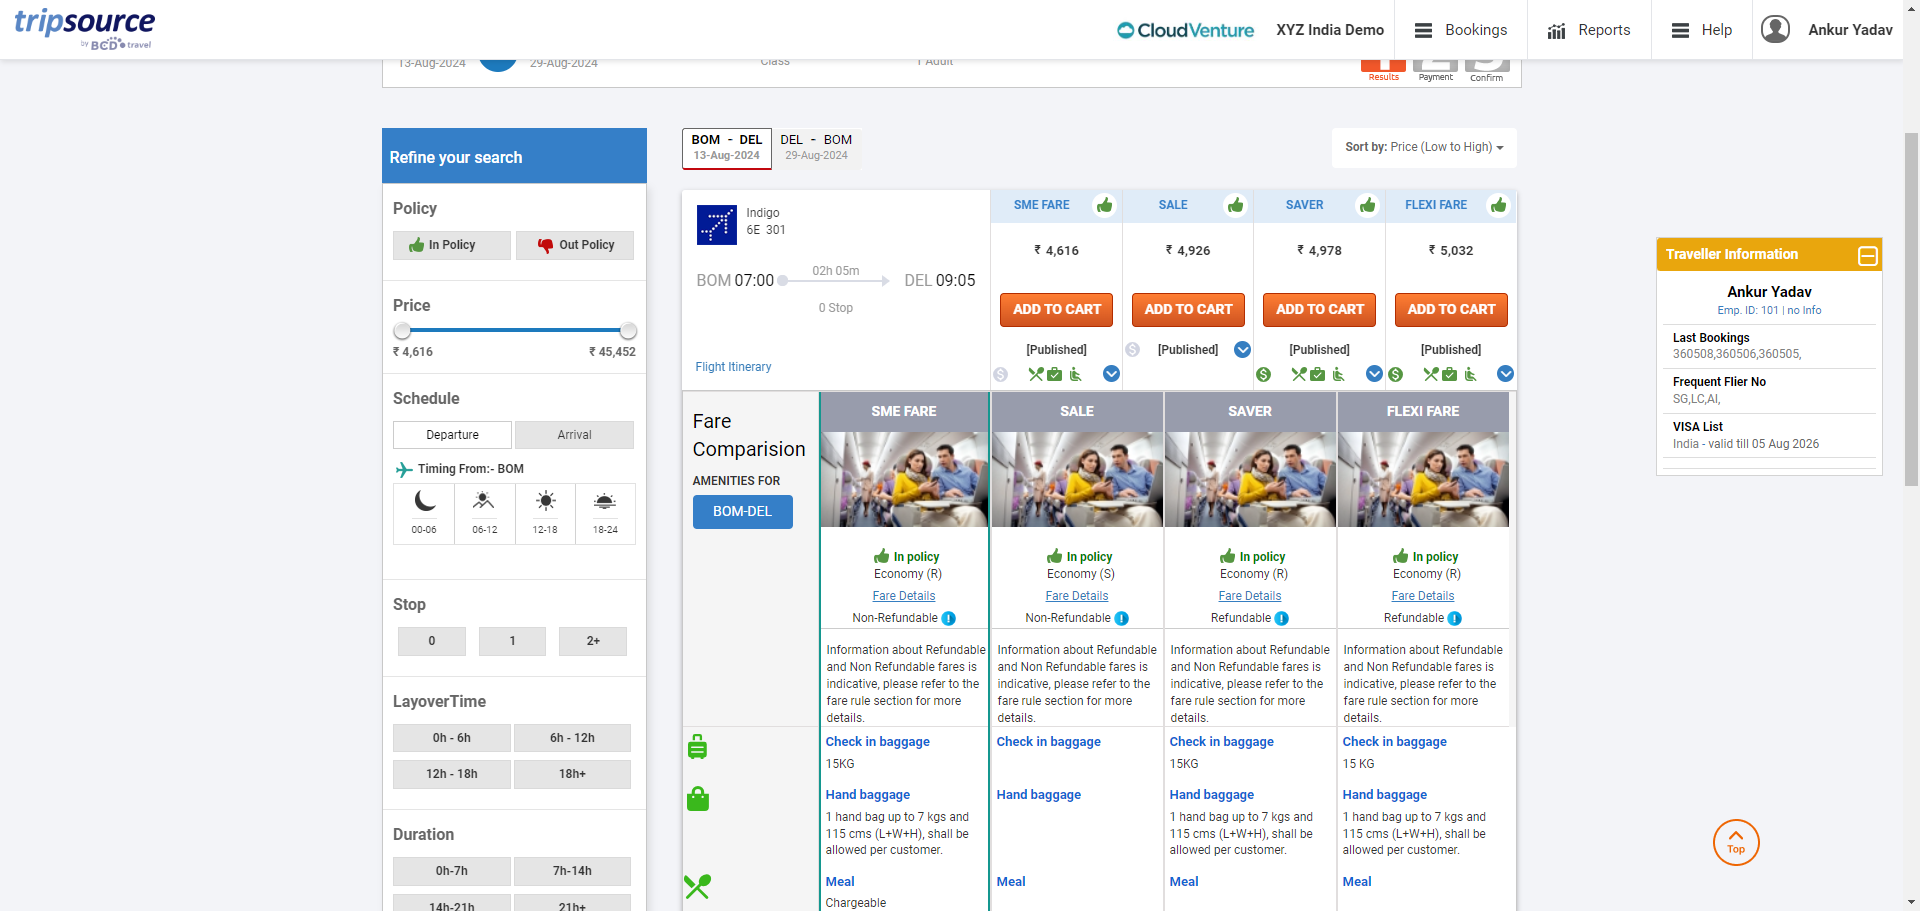 tripsource
by BCD travel
CloudVenture
XYZ India Demo
Bookings
Reports
Help
Ankur Yadav
13-Aug-2024
29-Aug-2024
Class
1 Adult
Results
Payment
Confirm
Refine your search
Policy
In Policy
Out Policy
Price
₹ 4,616
₹ 45,452
Schedule
Departure
Arrival
Timing From:- BOM
00-06
06-12
12-18
18-24
Stop
0
1
2+
LayoverTime
0h - 6h
6h - 12h
12h - 18h
18h+
Duration
0h-7h
7h-14h
14h-21h
21h+
BOM - DEL
13-Aug-2024
DEL - BOM
29-Aug-2024
Sort by: Price (Low to High)
Indigo
6E 301
BOM 07:00
02h 05m
DEL 09:05
0 Stop
Flight Itinerary
SME FARE
₹ 4,616
ADD TO CART
[Published]
SALE
₹ 4,926
ADD TO CART
[Published]
SAVER
₹ 4,978
ADD TO CART
[Published]
FLEXI FARE
₹ 5,032
ADD TO CART
[Published]
Fare
Comparision
AMENITIES FOR
BOM-DEL
SME FARE
In policy
Economy (R)
Fare Details
Non-Refundable
Information about Refundable
and Non Refundable fares is
indicative, please refer to the
fare rule section for more
details.
Check in baggage
15KG
Hand baggage
1 hand bag up to 7 kgs and
115 cms (L+W+H), shall be
allowed per customer.
Meal
Chargeable
SALE
In policy
Economy (S)
Fare Details
Non-Refundable
Information about Refundable
and Non Refundable fares is
indicative, please refer to the
fare rule section for more
details.
Check in baggage
Hand baggage
Meal
SAVER
In policy
Economy (R)
Fare Details
Refundable
Information about Refundable
and Non Refundable fares is
indicative, please refer to the
fare rule section for more
details.
Check in baggage
15KG
Hand baggage
1 hand bag up to 7 kgs and
115 cms (L+W+H), shall be
allowed per customer.
Meal
FLEXI FARE
In policy
Economy (R)
Fare Details
Refundable
Information about Refundable
and Non Refundable fares is
indicative, please refer to the
fare rule section for more
details.
Check in baggage
15 KG
Hand baggage
1 hand bag up to 7 kgs and
115 cms (L+W+H), shall be
allowed per customer.
Meal
Traveller Information
Ankur Yadav
Emp. ID: 101 | no Info
Last Bookings
360508,360506,360505,
Frequent Flier No
SG,LC,AI,
VISA List
India - valid till 05 Aug 2026
Top